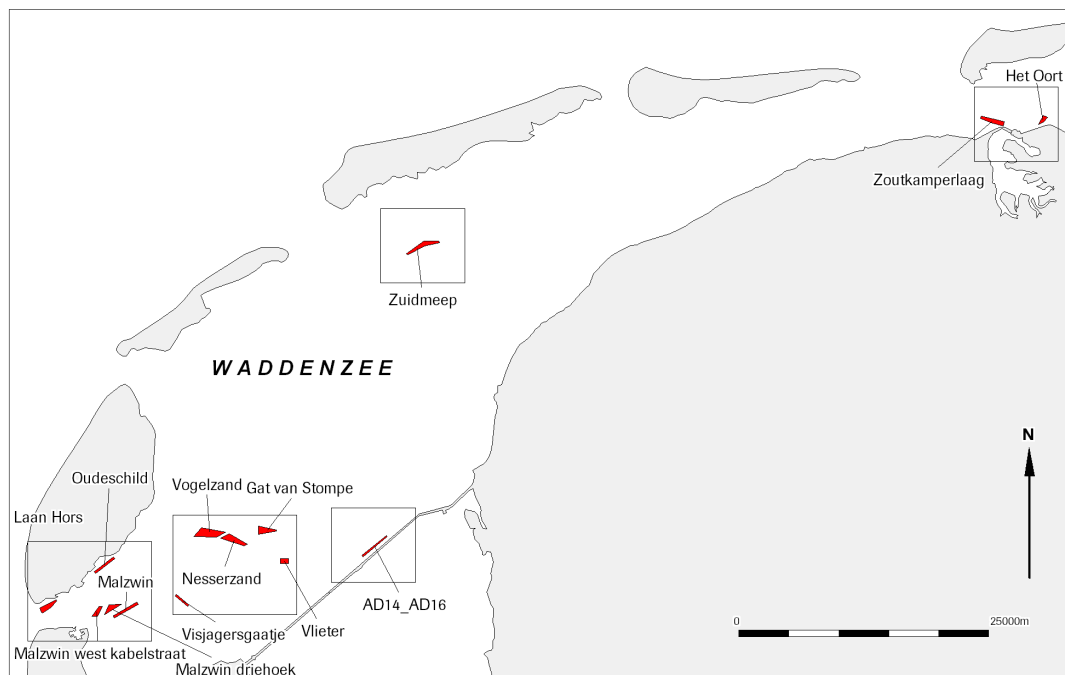 Het Oort
Zoutkamperlaag
Zuidmeep
WADDENZEE
N
Oudeschild
Vogelzand
Gat van Stompe
Laan Hors
Malzwin
Nesserzand
AD14_AD16
Visjagersgaatje
Vlieter
Malzwin west kabelstraat
Malzwin driehoek
0
25000m